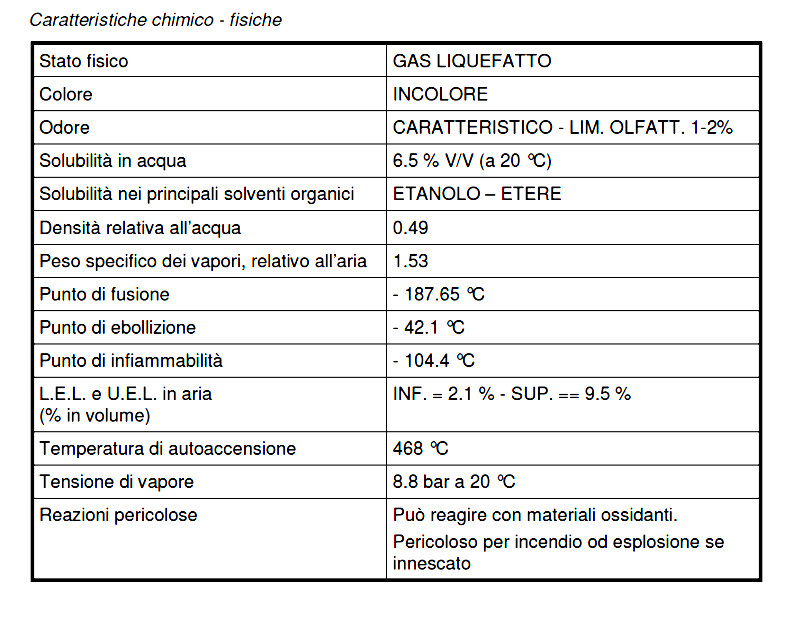 Caratteristiche chimico - fisiche
Stato fisico GAS LIQUEFATTO
Colore INCOLORE
Odore CARATTERISTICO - LIM. OLFATT. 1-2%
Solubilità in acqua 6.5 % V/V (a 20 °C)
Solubilità nei principali solventi organici ETANOLO – ETERE
Densità relativa all'acqua 0.49
Peso specifico dei vapori, relativo all'aria 1.53
Punto di fusione - 187.65 °C
Punto di ebollizione - 42.1 °C
Punto di infiammabilità - 104.4 °C
L.E.L. e U.E.L. in aria INF. = 2.1 % - SUP. == 9.5 %
(% in volume)
Temperatura di autoaccensione 468 °C
Tensione di vapore 8.8 bar a 20 °C
Reazioni pericolose Può reagire con materiali ossidanti.
Pericoloso per incendio od esplosione se
innescato